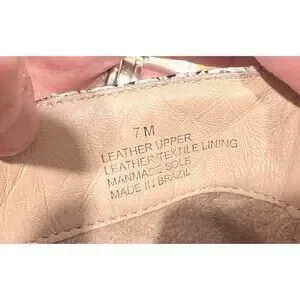 7 M
LEATHER UPPER
LEATHER/TEXTILE LINING
MANMADE SOLE
MADE IN BRAZIL